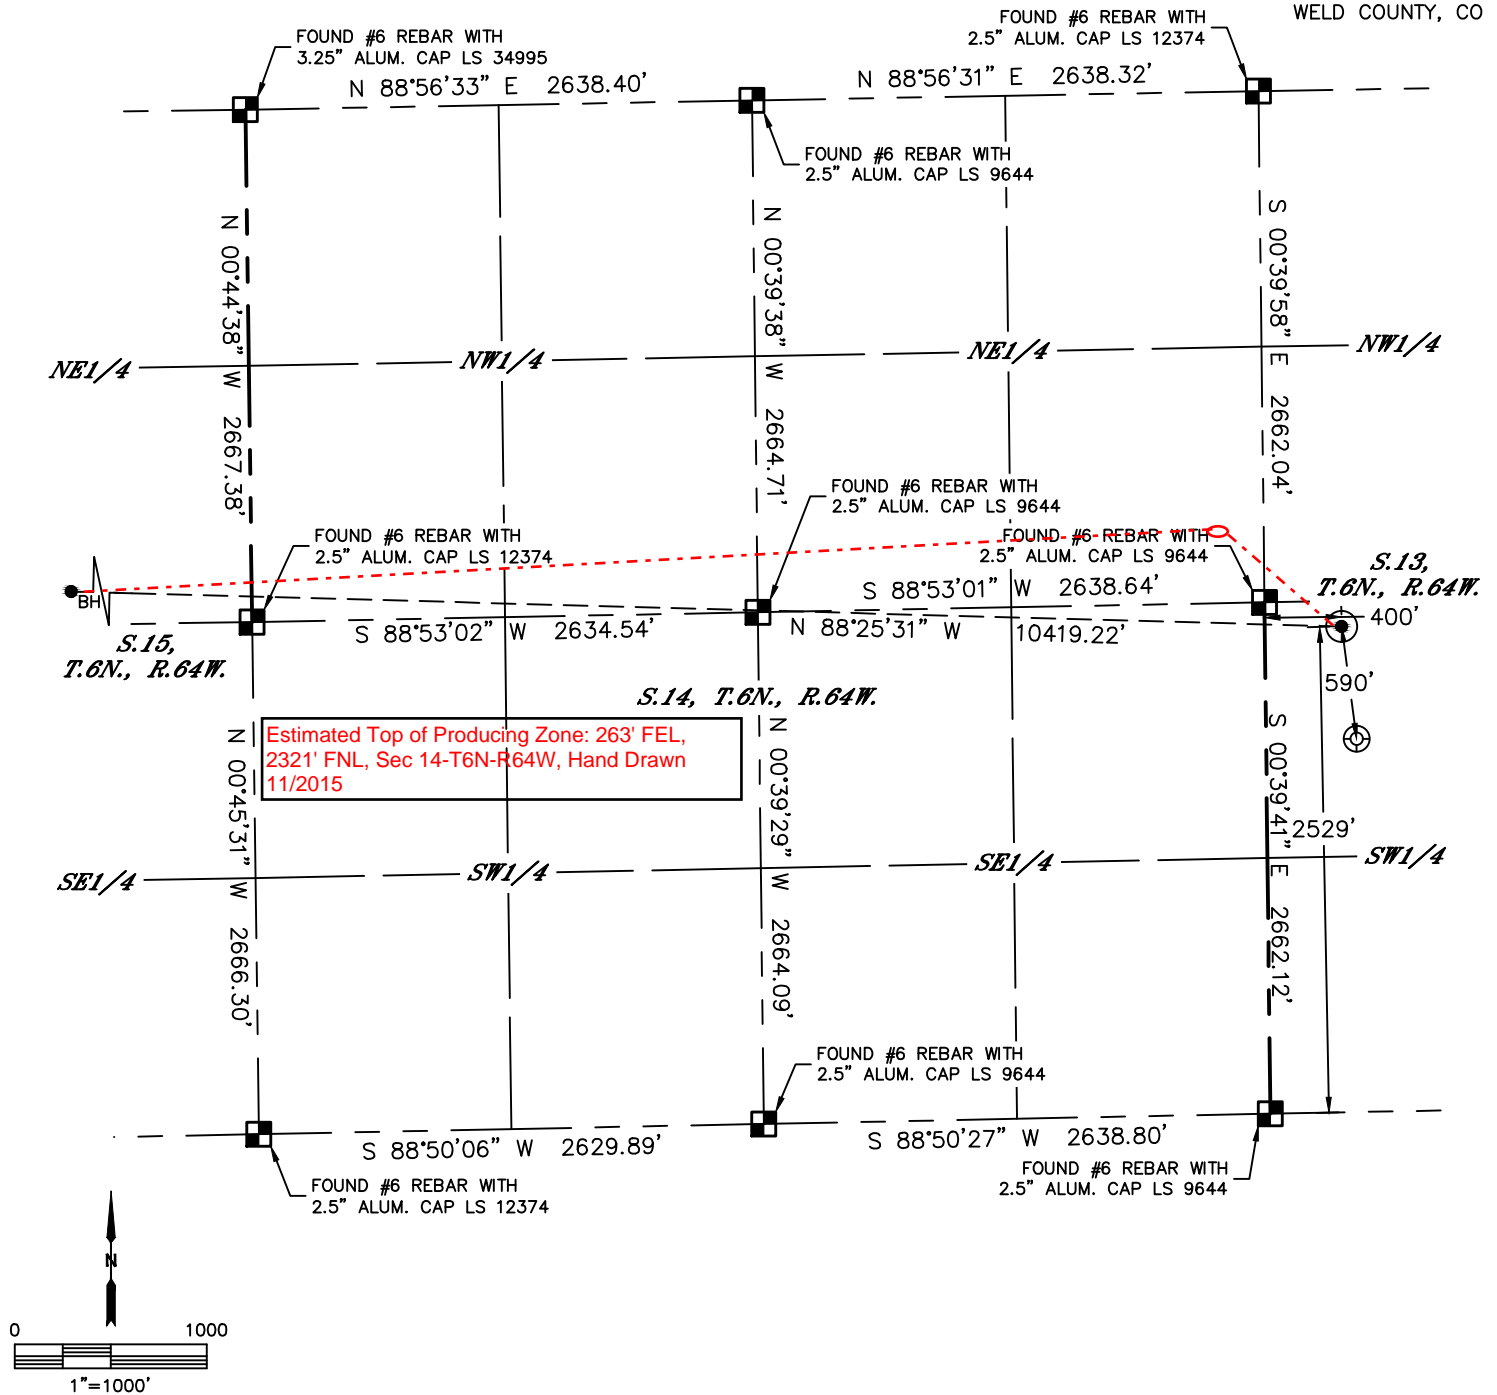 WELD COUNTY, CO
FOUND #6 REBAR WITH
3.25" ALUM. CAP LS 34995
FOUND #6 REBAR WITH
2.5" ALUM. CAP LS 12374
N 88°56'33" E 2638.40'
N 88°56'31" E 2638.32'
FOUND #6 REBAR WITH
2.5" ALUM. CAP LS 9644
N 00°44'38" W 2667.38'
N 00°39'38" W 2664.71'
S 00°39'58" E 2662.04'
NE1/4
NW1/4
NE1/4
NW1/4
FOUND #6 REBAR WITH
2.5" ALUM. CAP LS 9644
FOUND #6 REBAR WITH
2.5" ALUM. CAP LS 12374
FOUND #6 REBAR WITH
2.5" ALUM. CAP LS 9644
S.13,
T.6N., R.64W.
BH
S 88°53'01" W 2638.64'
400'
S 88°53'02" W 2634.54'
N 88°25'31" W 10419.22'
S.15,
T.6N., R.64W.
S.14, T.6N., R.64W.
590'
Estimated Top of Producing Zone: 263' FEL,
2321' FNL, Sec 14-T6N-R64W, Hand Drawn
11/2015
N 00°45'31" W 2666.30'
N 00°39'29" W 2664.09'
S 00°39'41" E 2662.12'
2529'
SE1/4
SW1/4
SE1/4
SW1/4
FOUND #6 REBAR WITH
2.5" ALUM. CAP LS 9644
S 88°50'06" W 2629.89'
S 88°50'27" W 2638.80'
FOUND #6 REBAR WITH
2.5" ALUM. CAP LS 9644
FOUND #6 REBAR WITH
2.5" ALUM. CAP LS 12374
N
0 1000
1"=1000'